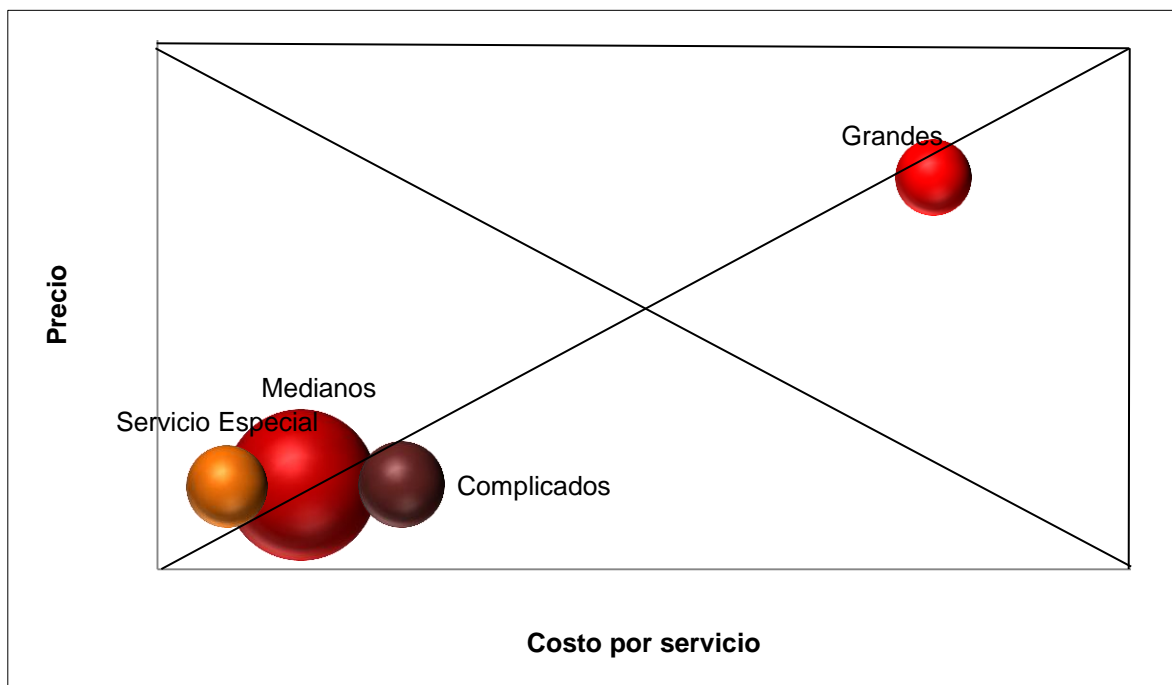 Grandes
Precio
Medianos
Servicio Especial
Complicados
Costo por servicio